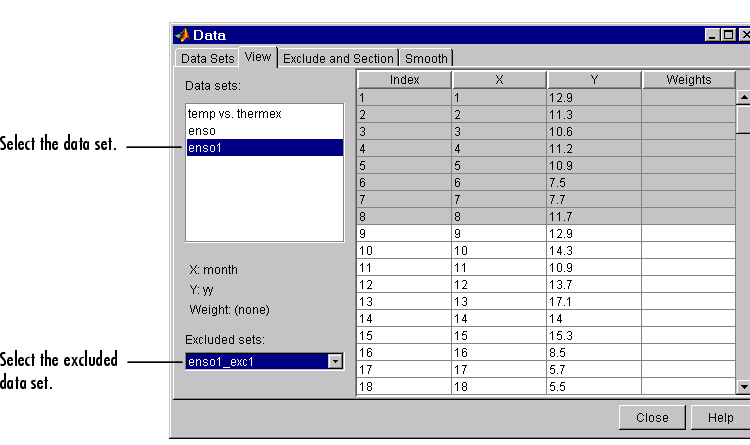 Data
Data Sets View Exclude and Section Smooth
Data sets:
temp vs. thermex
enso
enso1
Select the data set.
X: month
Y: yy
Weight: (none)
Excluded sets:
enso1_exc1
Select the excluded
data set.
Index X Y Weights
1 1 12.9
2 2 11.3
3 3 10.6
4 4 11.2
5 5 10.9
6 6 7.5
7 7 7.7
8 8 11.7
9 9 12.9
10 10 14.3
11 11 10.9
12 12 13.7
13 13 17.1
14 14 14
15 15 15.3
16 16 8.5
17 17 5.7
18 18 5.5
Close Help